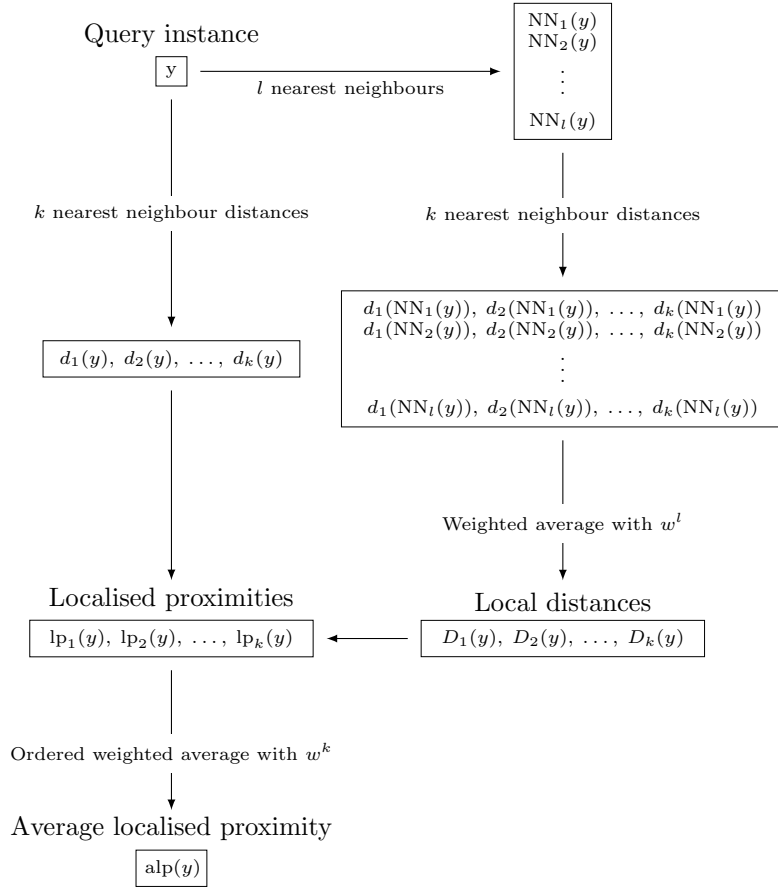 Query instance
y
l nearest neighbours
NN₁(y)
NN₂(y)
⋮
NNₗ(y)
k nearest neighbour distances
k nearest neighbour distances
d₁(y), d₂(y), …, dₖ(y)
d₁(NN₁(y)), d₂(NN₁(y)), …, dₖ(NN₁(y))
d₁(NN₂(y)), d₂(NN₂(y)), …, dₖ(NN₂(y))
⋮
d₁(NNₗ(y)), d₂(NNₗ(y)), …, dₖ(NNₗ(y))
Weighted average with wˡ
Localised proximities
lp₁(y), lp₂(y), …, lpₖ(y)
Local distances
D₁(y), D₂(y), …, Dₖ(y)
Ordered weighted average with wᵏ
Average localised proximity
alp(y)